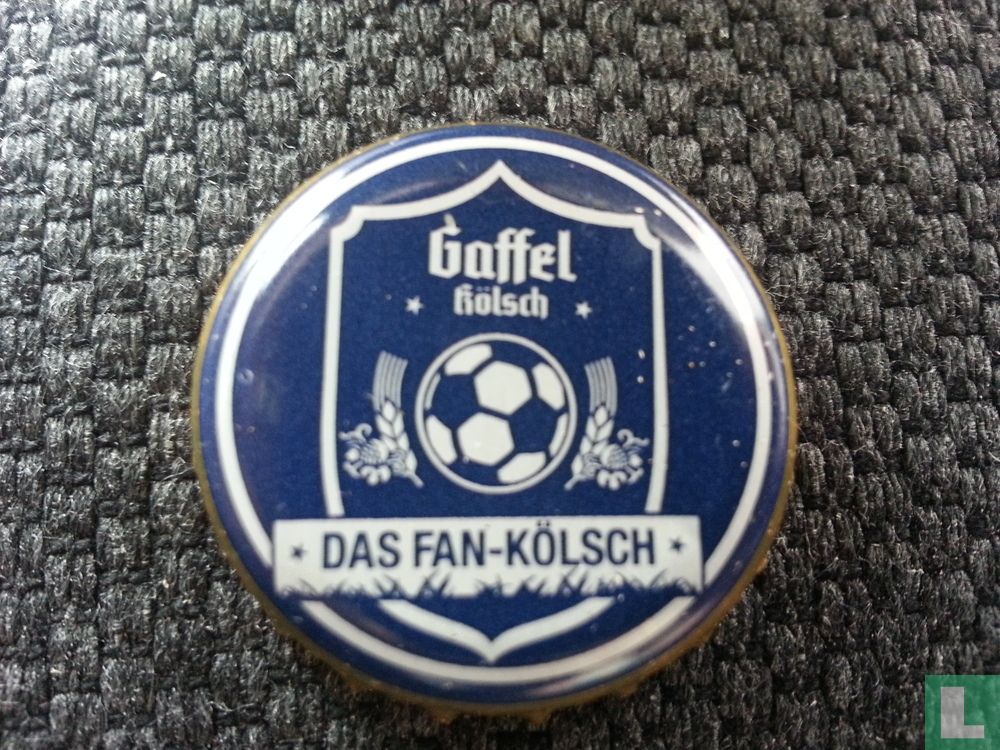 Gaffel
Kölsch
* DAS FAN-KÖLSCH *
L